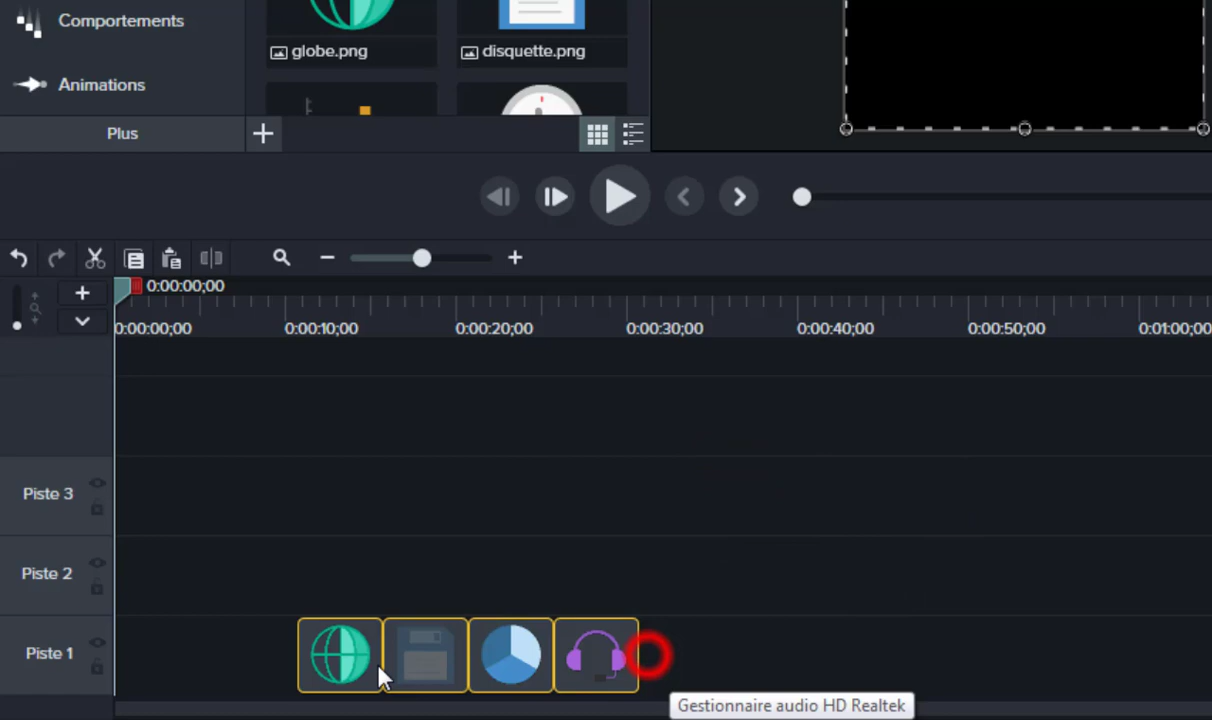 Comportements
globe.png
disquette.png
Animations
Plus
0:00:00;00
0:00:00;00 0:00:10;00 0:00:20;00 0:00:30;00 0:00:40;00 0:00:50;00 0:01:00;00
Piste 3
Piste 2
Piste 1
Gestionnaire audio HD Realtek